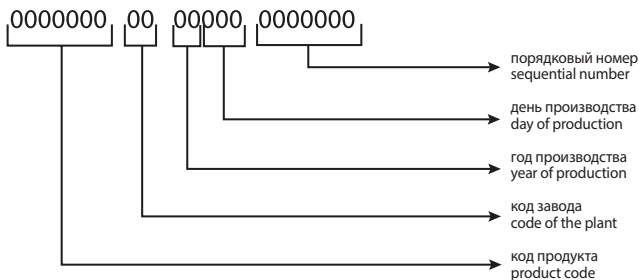 0000000 00 00000 0000000
порядковый номер
sequential number
день производства
day of production
год производства
year of production
код завода
code of the plant
код продукта
product code